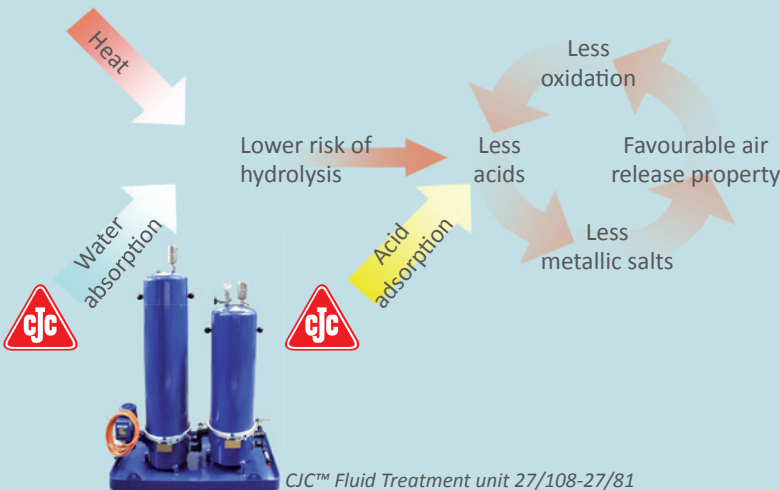 Heat
Less
oxidation
Lower risk of
hydrolysis
Less
acids
Favourable air
release property
Water
absorption
Acid
adsorption
Less
metallic salts
CJC
CJC
CJC™ Fluid Treatment unit 27/108-27/81